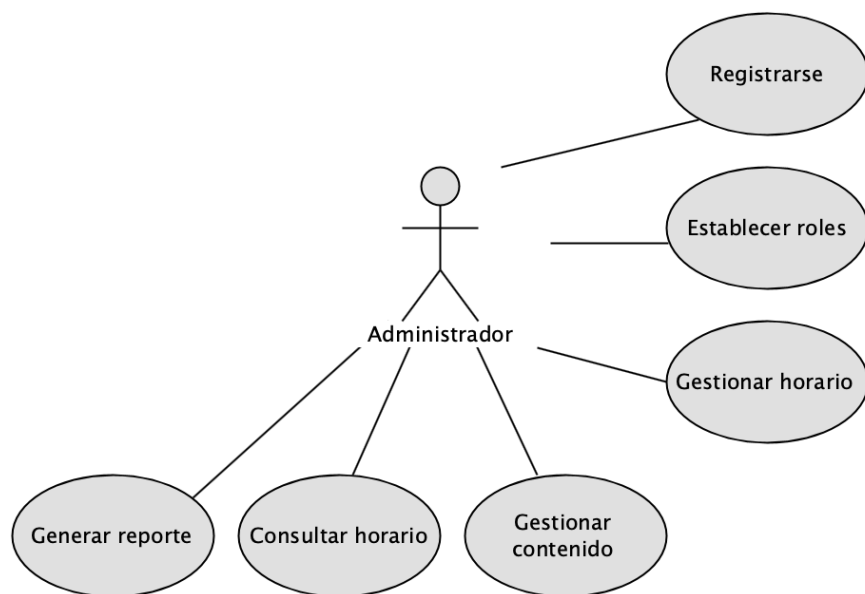 Registrarse
Establecer roles
Administrador
Gestionar horario
Generar reporte
Consultar horario
Gestionar
contenido